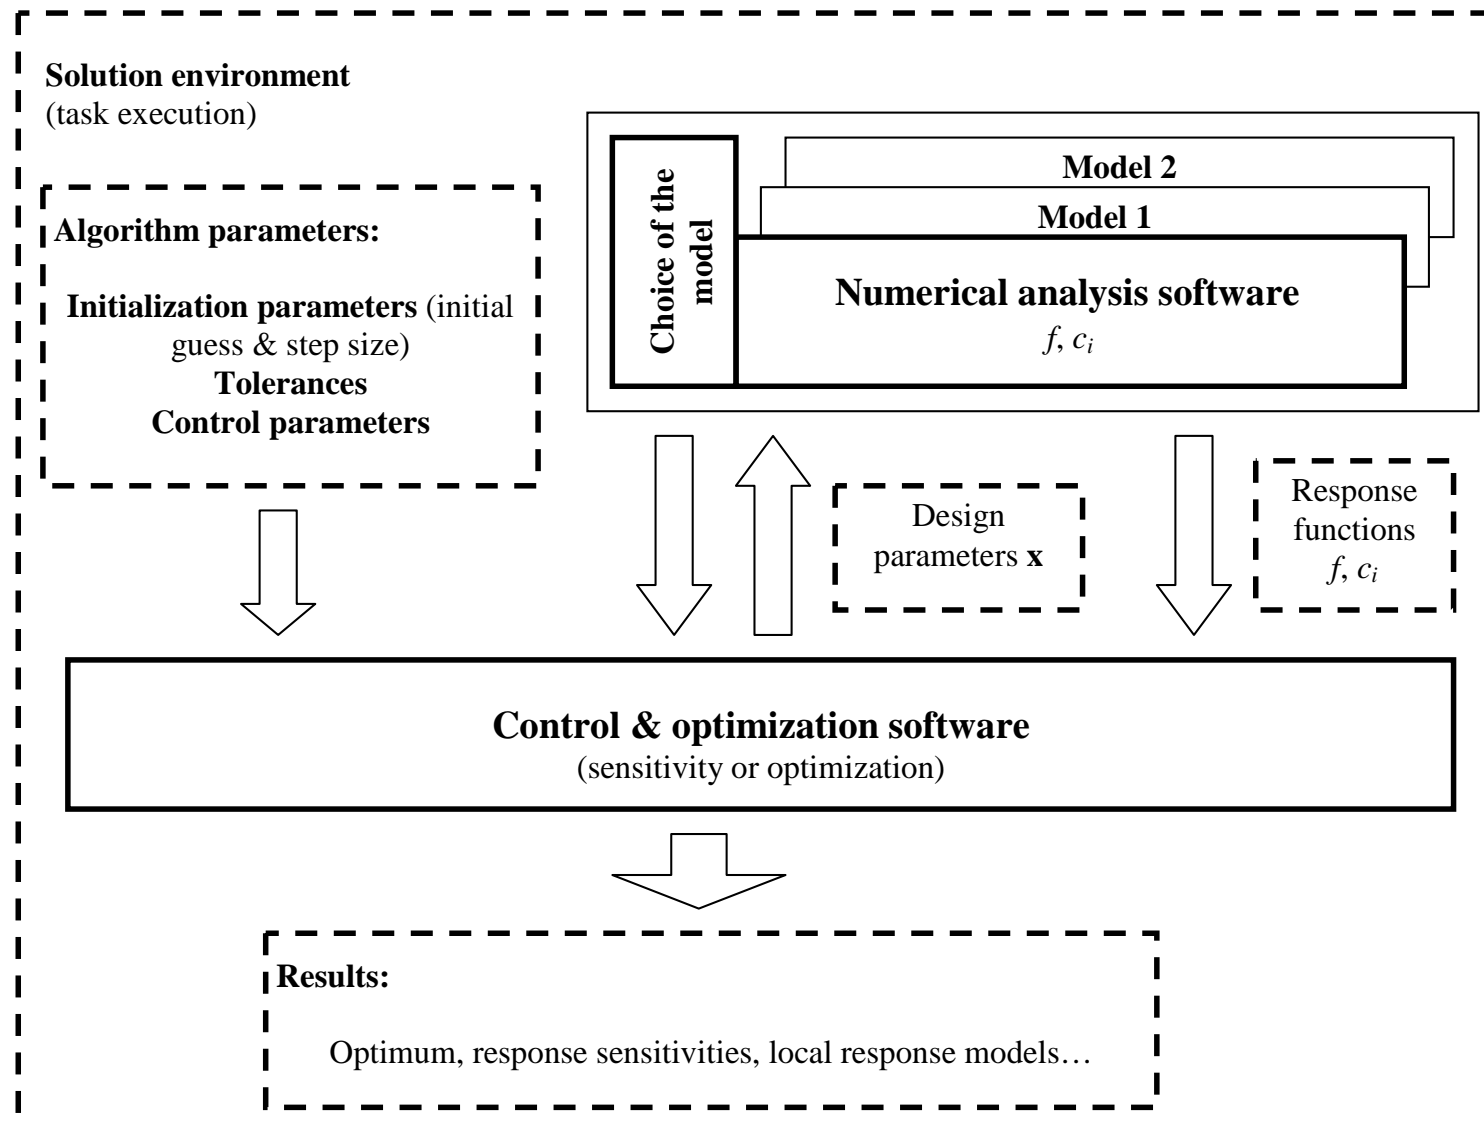 Solution environment
(task execution)
Algorithm parameters:
Initialization parameters (initial
guess & step size)
Tolerances
Control parameters
Choice of the
model
Model 2
Model 1
Numerical analysis software
f, cᵢ
Design
parameters x
Response
functions
f, cᵢ
Control & optimization software
(sensitivity or optimization)
Results:
Optimum, response sensitivities, local response models…